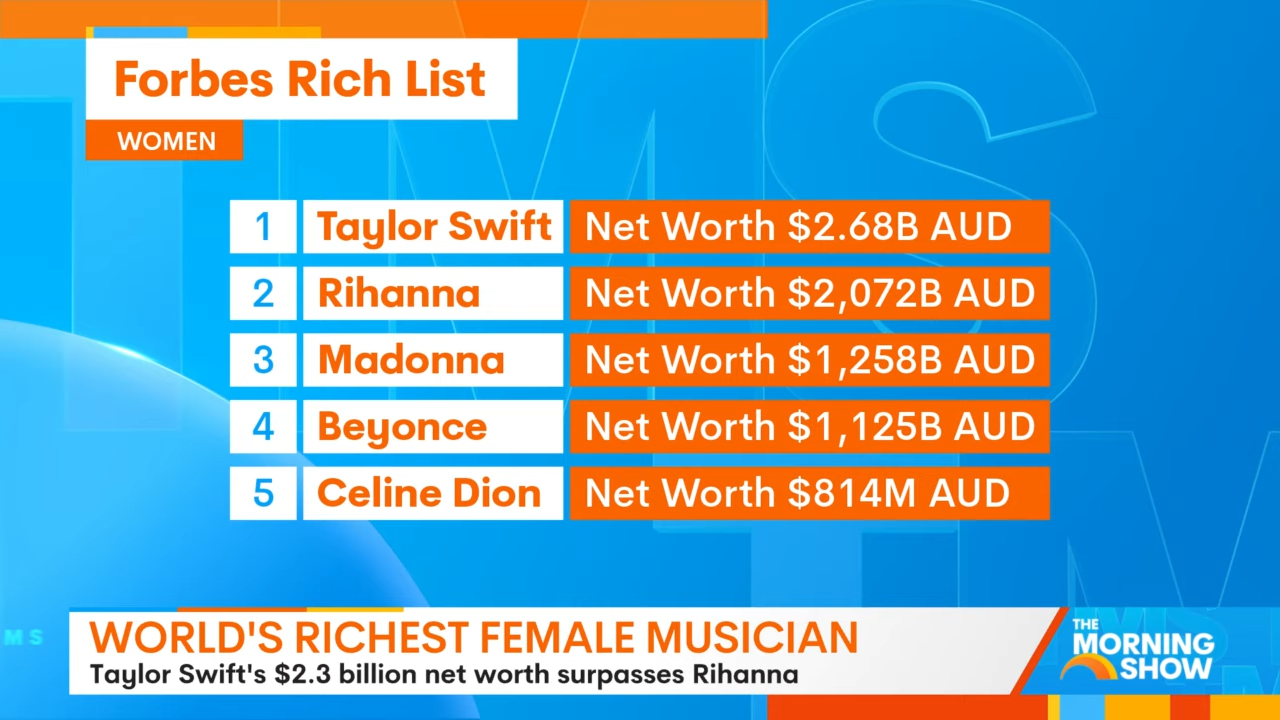 Forbes Rich List
WOMEN
1 Taylor Swift Net Worth $2.68B AUD
2 Rihanna Net Worth $2,072B AUD
3 Madonna Net Worth $1,258B AUD
4 Beyonce Net Worth $1,125B AUD
5 Celine Dion Net Worth $814M AUD
MS
WORLD'S RICHEST FEMALE MUSICIAN
Taylor Swift's $2.3 billion net worth surpasses Rihanna
THE
MORNING
SHOW